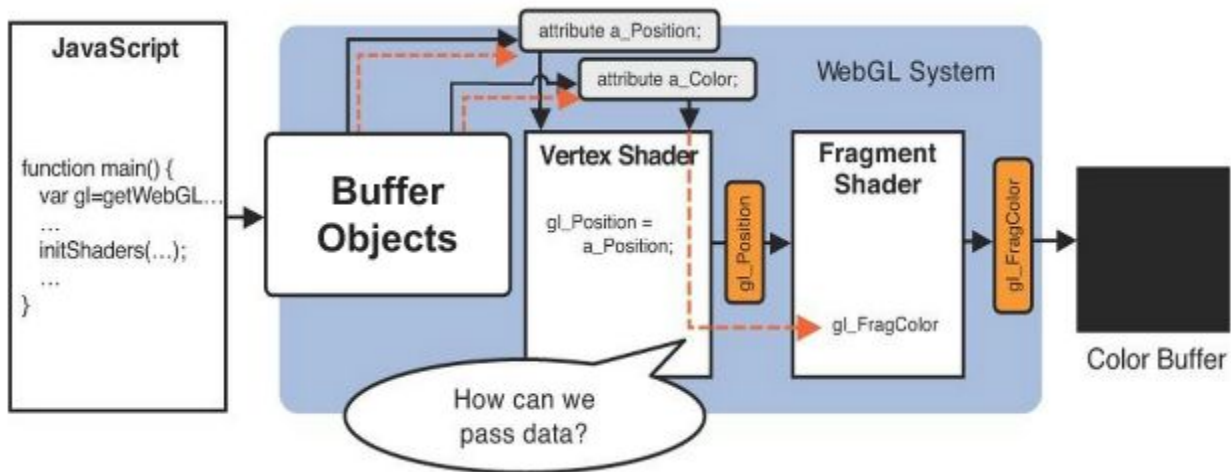 JavaScript
function main() {
var gl=getWebGL…
…
initShaders(…);
…
}
Buffer
Objects
attribute a_Position;
attribute a_Color;
WebGL System
Vertex Shader
gl_Position =
a_Position;
gl_Position
Fragment
Shader
gl_FragColor
gl_FragColor
Color Buffer
How can we
pass data?